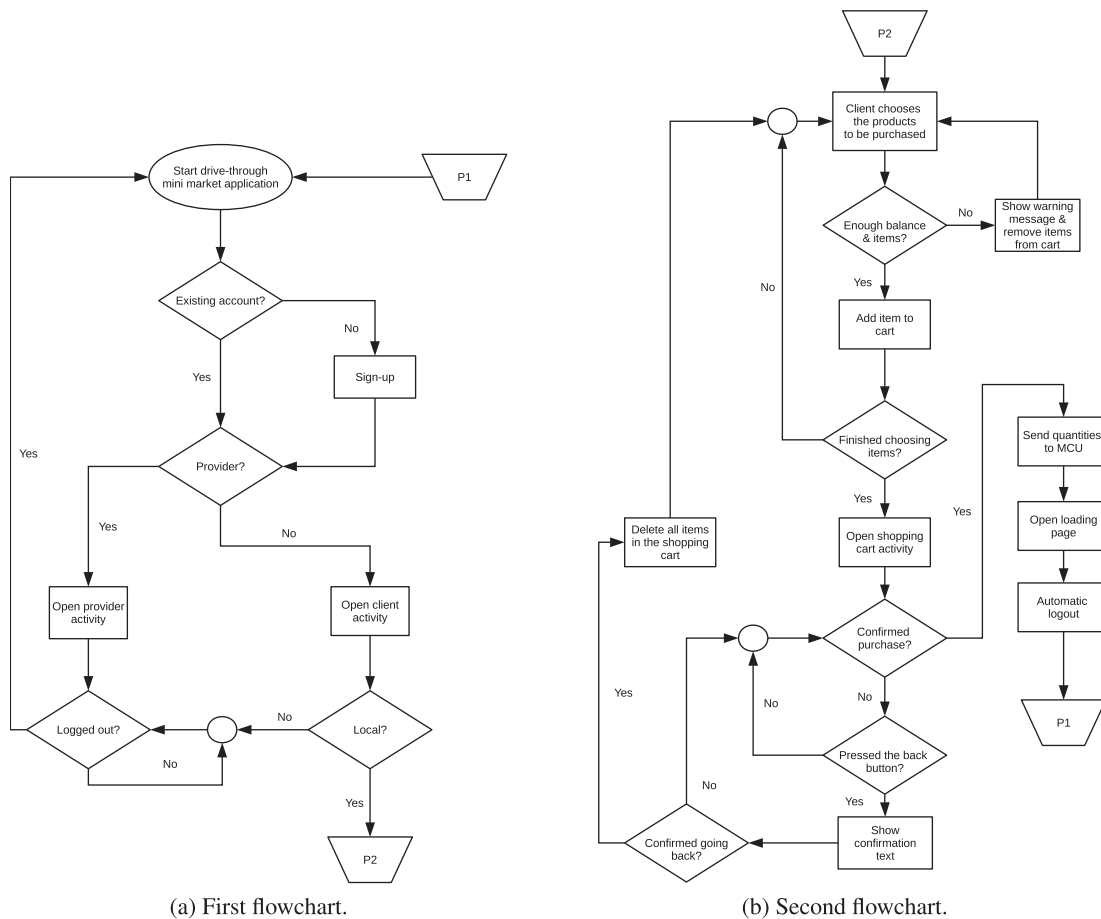 Start drive-through
mini market application
P1
Existing account?
No
Sign-up
Yes
Provider?
Yes
Yes
No
Open provider
activity
Open client
activity
Logged out?
No
No
Local?
Yes
P2
(a) First flowchart.
P2
Client chooses
the products
to be purchased
Enough balance
& items?
No
Show warning
message &
remove items
from cart
Yes
No
Add item to
cart
Finished choosing
items?
Yes
Send quantities
to MCU
Yes
Delete all items
in the shopping
cart
Open shopping
cart activity
Open loading
page
Automatic
logout
Confirmed
purchase?
Yes
No
No
P1
Pressed the back
button?
No
Yes
Confirmed going
back?
Show
confirmation
text
(b) Second flowchart.